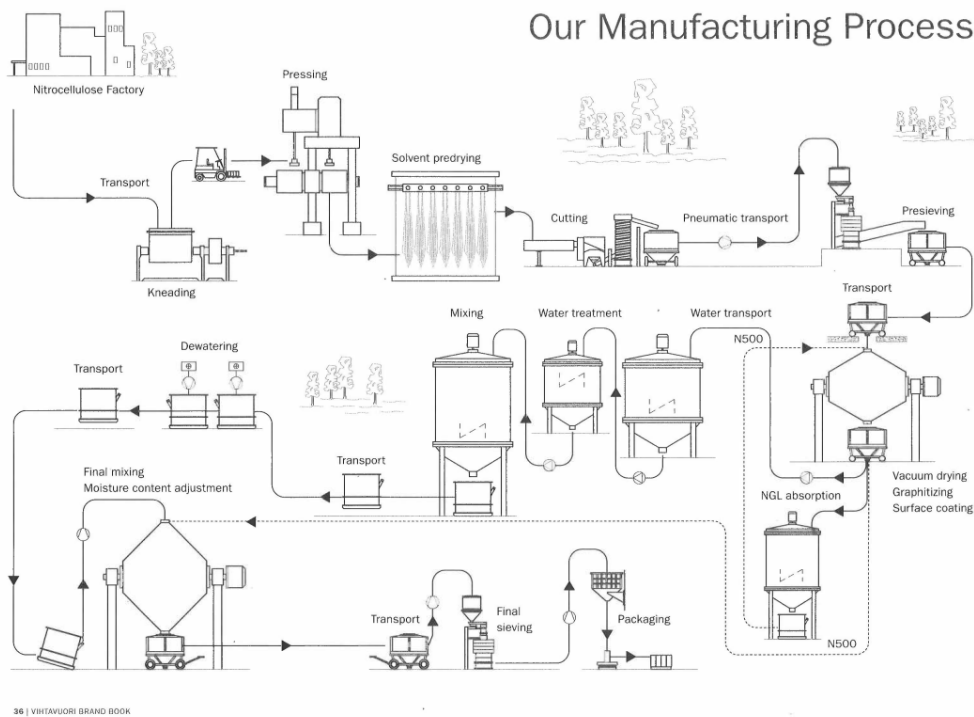 Our Manufacturing Process
Nitrocellulose Factory
Transport
Kneading
Pressing
Solvent predrying
Cutting
Pneumatic transport
Presieving
Transport
N500
Vacuum drying
Graphitizing
Surface coating
NGL absorption
N500
Water transport
Water treatment
Mixing
Transport
Dewatering
Transport
Final mixing
Moisture content adjustment
Transport
Final
sieving
Packaging
36 | VIHTAVUORI BRAND BOOK